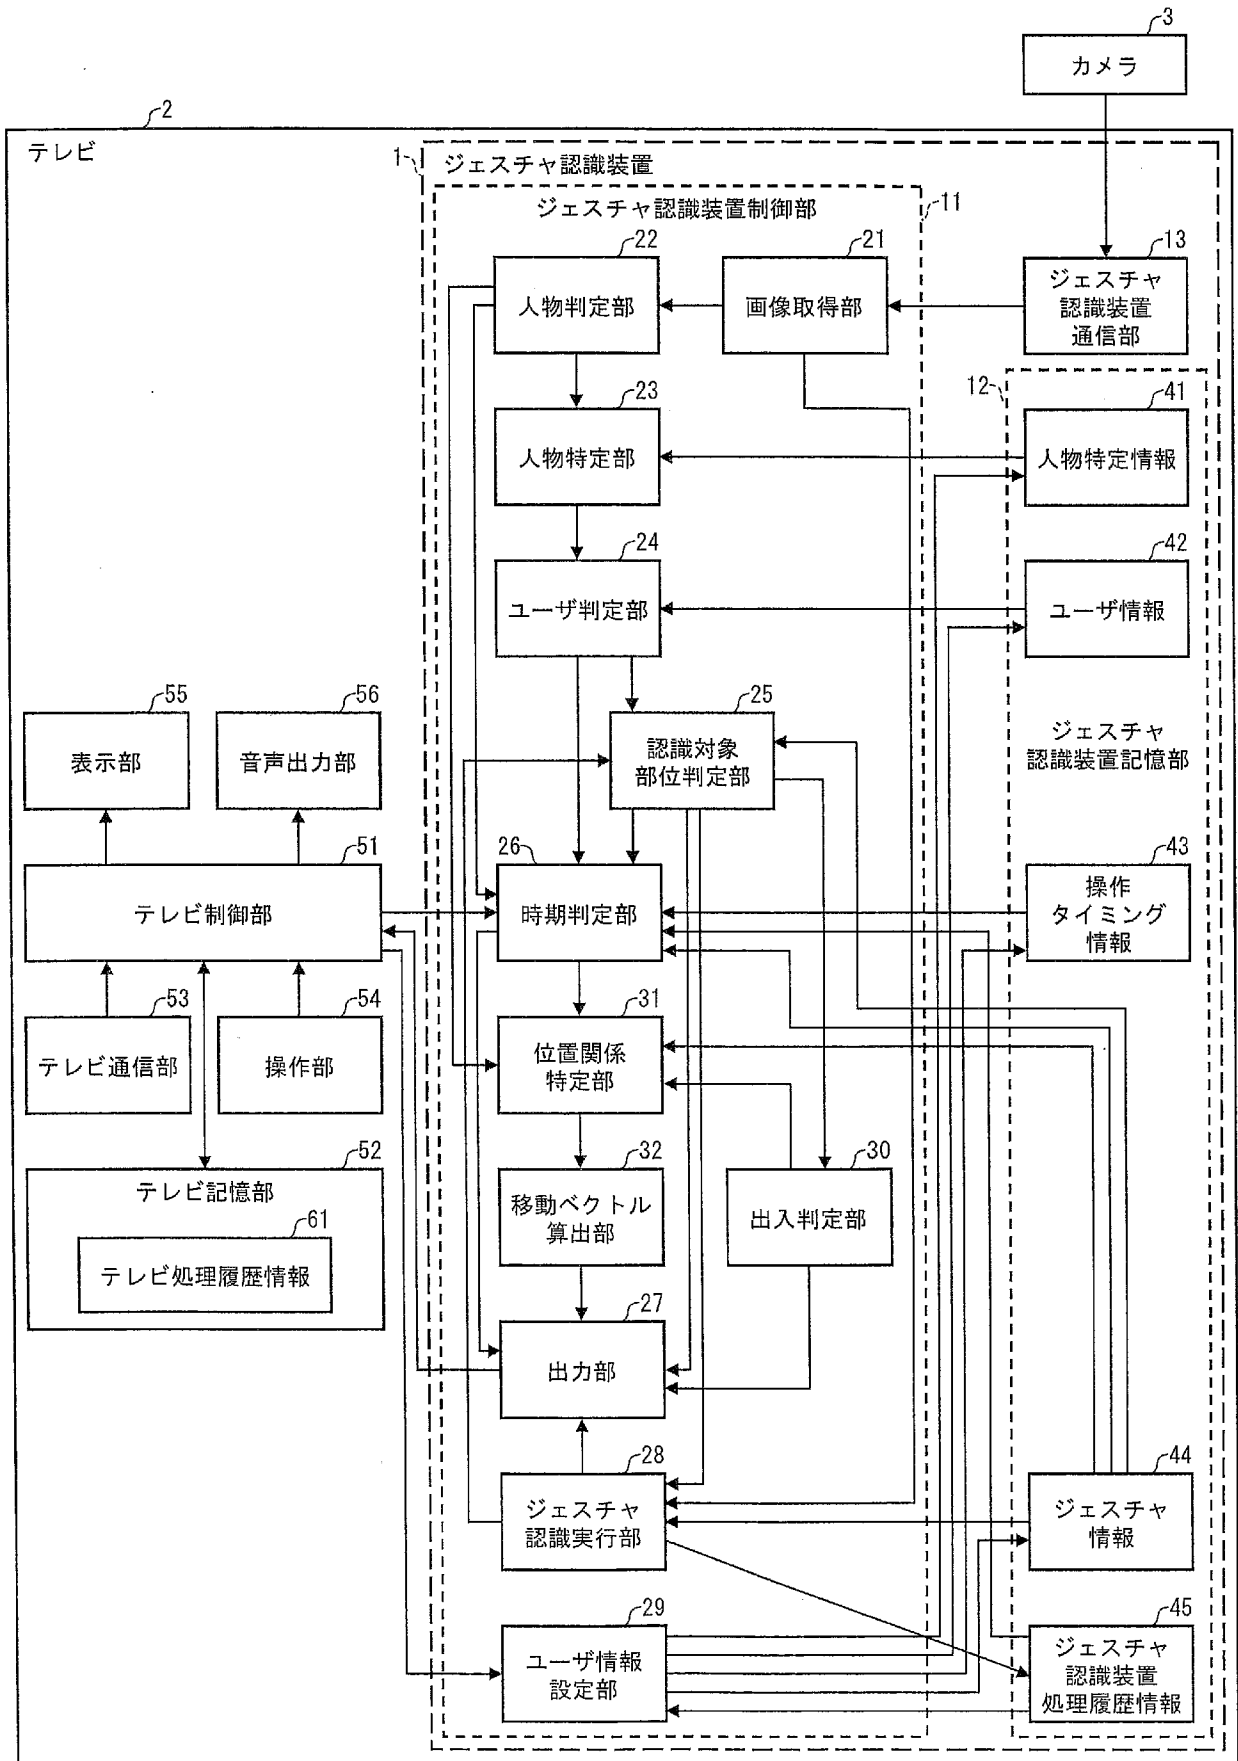 3
カメラ
2
テレビ
1
ジェスチャ認識装置
ジェスチャ認識装置制御部
11
22
人物判定部
21
画像取得部
13
ジェスチャ
認識装置
通信部
12
23
人物特定部
41
人物特定情報
24
ユーザ判定部
42
ユーザ情報
55
表示部
56
音声出力部
25
認識対象
部位判定部
ジェスチャ
認識装置記憶部
51
テレビ制御部
26
時期判定部
43
操作
タイミング
情報
53
テレビ通信部
54
操作部
31
位置関係
特定部
52
テレビ記憶部
61
テレビ処理履歴情報
32
移動ベクトル
算出部
30
出入判定部
27
出力部
28
ジェスチャ
認識実行部
44
ジェスチャ
情報
29
ユーザ情報
設定部
45
ジェスチャ
認識装置
処理履歴情報